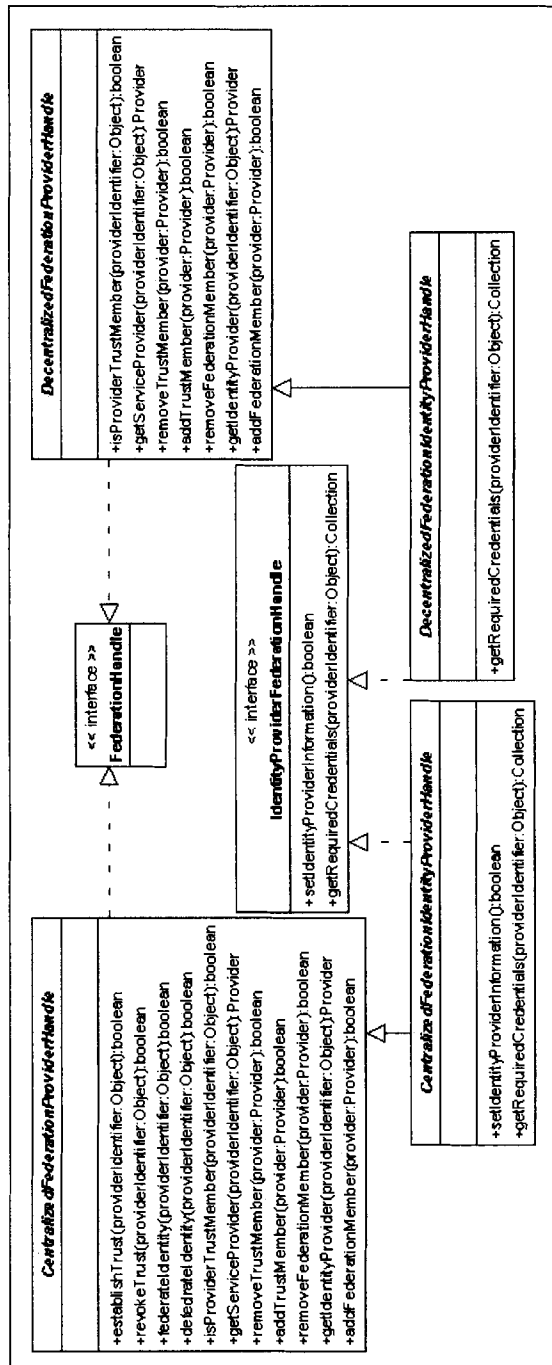 CentralizedFederationProviderHandle
+establishTrust(providerIdentifier:Object):boolean
+revokeTrust(providerIdentifier:Object):boolean
+federateIdentity(providerIdentifier:Object):boolean
+defedrateIdentity(providerIdentifier:Object):boolean
+isProviderTrustMember(providerIdentifier:Object):boolean
+getServiceProvider(providerIdentifier:Object):Provider
+removeTrustMember(provider:Provider):boolean
+addTrustMember(provider:Provider):boolean
+removeFederationMember(provider:Provider):boolean
+getIdentityProvider(providerIdentifier:Object):Provider
+addFederationMember(provider:Provider):boolean
<< interface >>
FederationHandle
DecentralizedFederationProviderHandle
+isProviderTrustMember(providerIdentifier:Object):boolean
+getServiceProvider(providerIdentifier:Object):Provider
+removeTrustMember(provider:Provider):boolean
+addTrustMember(provider:Provider):boolean
+removeFederationMember(provider:Provider):boolean
+getIdentityProvider(providerIdentifier:Object):Provider
+addFederationMember(provider:Provider):boolean
<< interface >>
IdentityProviderFederationHandle
+setIdentityProviderInformation():boolean
+getRequiredCredentials(providerIdentifier:Object):Collection
CentralizedFederationIdentityProviderHandle
+setIdentityProviderInformation():boolean
+getRequiredCredentials(providerIdentifier:Object):Collection
DecentralizedFederationIdentityProviderHandle
+getRequiredCredentials(providerIdentifier:Object):Collection